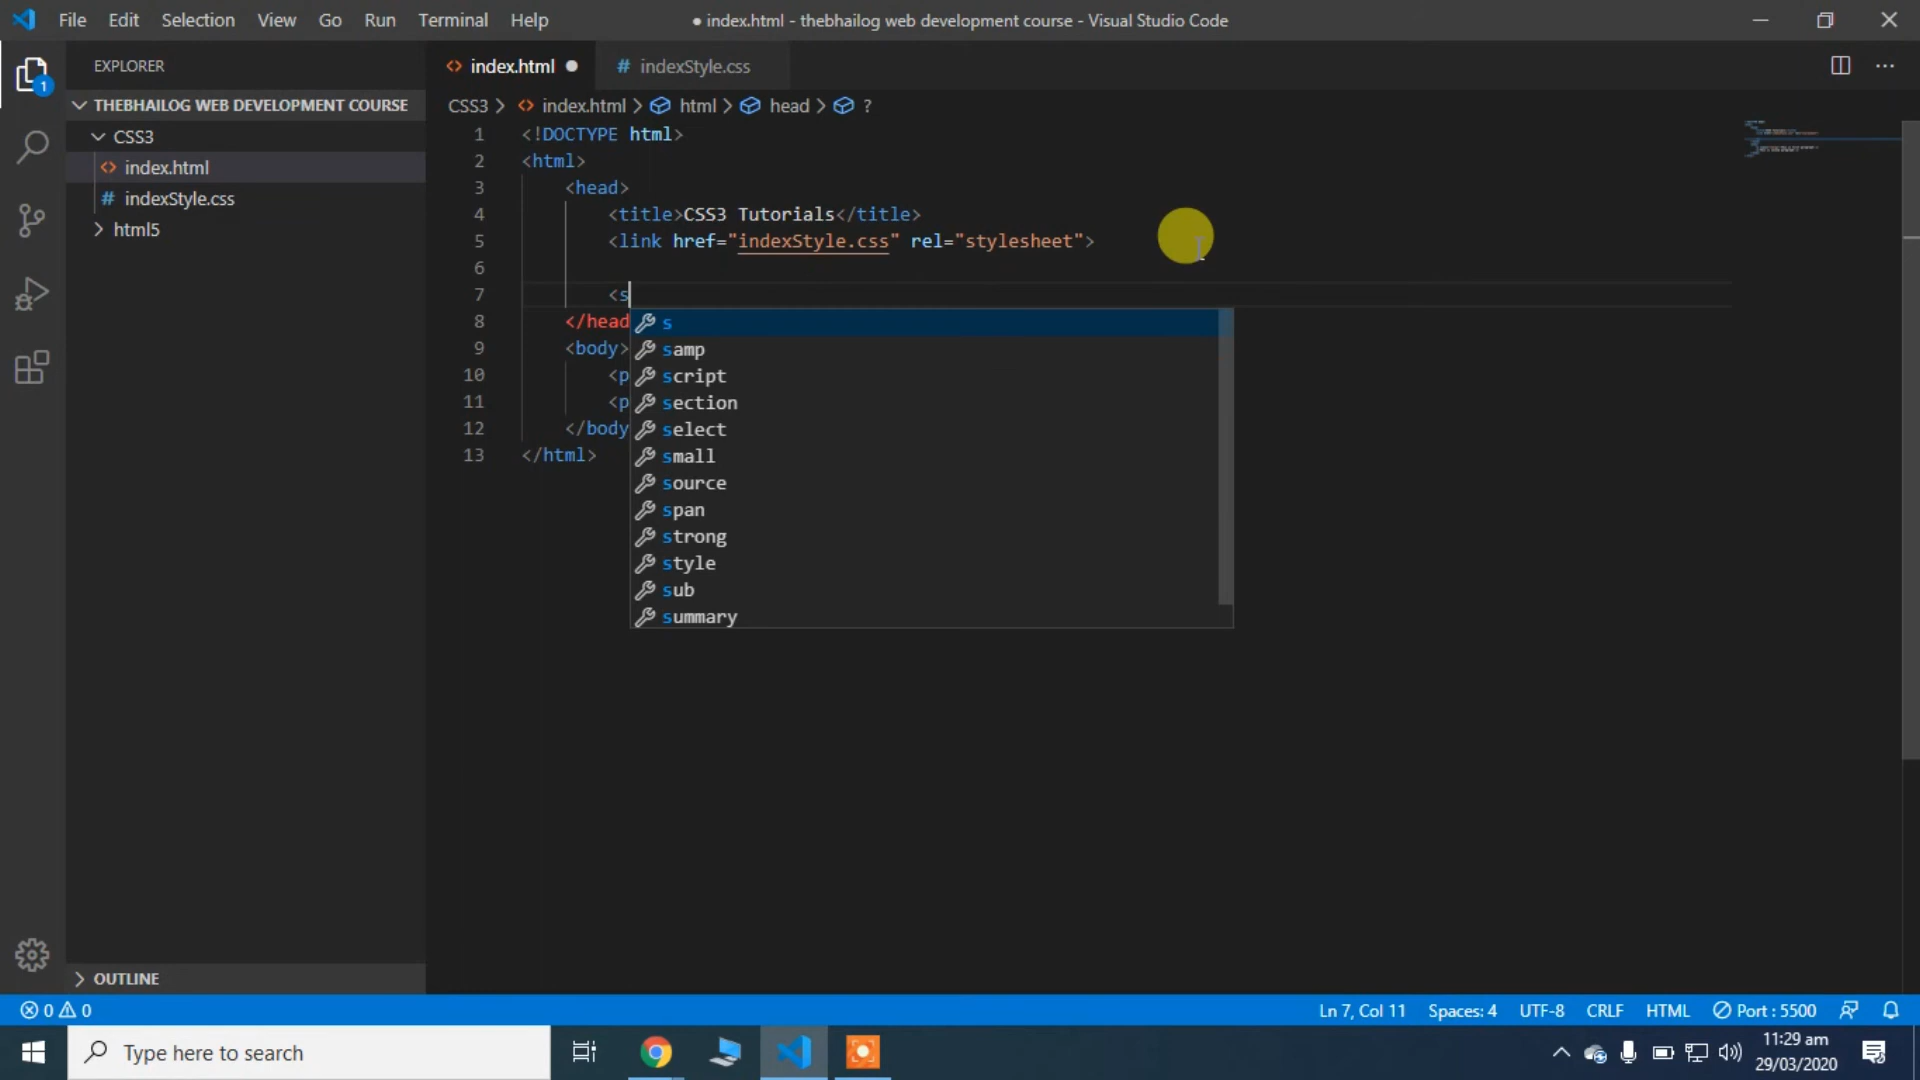 File Edit Selection View Go Run Terminal Help ● index.html - thebhailog web development course - Visual Studio Code
EXPLORER
1
THEBHAILOG WEB DEVELOPMENT COURSE
CSS3
<> index.html
# indexStyle.css
html5
OUTLINE
<> index.html ● # indexStyle.css
CSS3 > <> index.html > html > head > ?
1 <!DOCTYPE html>
2 <html>
3 <head>
4 <title>CSS3 Tutorials</title>
5 <link href="indexStyle.css" rel="stylesheet">
6
7 <s
8 </head
9 <body>
10 <p
11 <p
12 </body
13 </html>
s
samp
script
section
select
small
source
span
strong
style
sub
summary
0 0 Ln 7, Col 11 Spaces: 4 UTF-8 CRLF HTML Port : 5500
Type here to search
11:29 am
29/03/2020